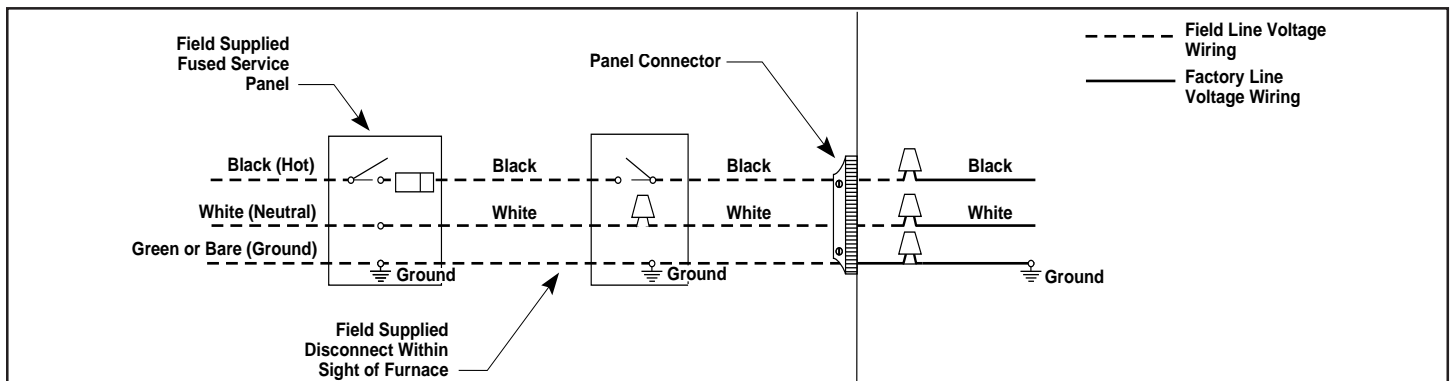 Field Supplied
Fused Service
Panel
Panel Connector
Field Line Voltage
Wiring
Factory Line
Voltage Wiring
Black (Hot)
Black
Black
Black
White (Neutral)
White
White
White
Green or Bare (Ground)
Ground
Ground
Ground
Field Supplied
Disconnect Within
Sight of Furnace